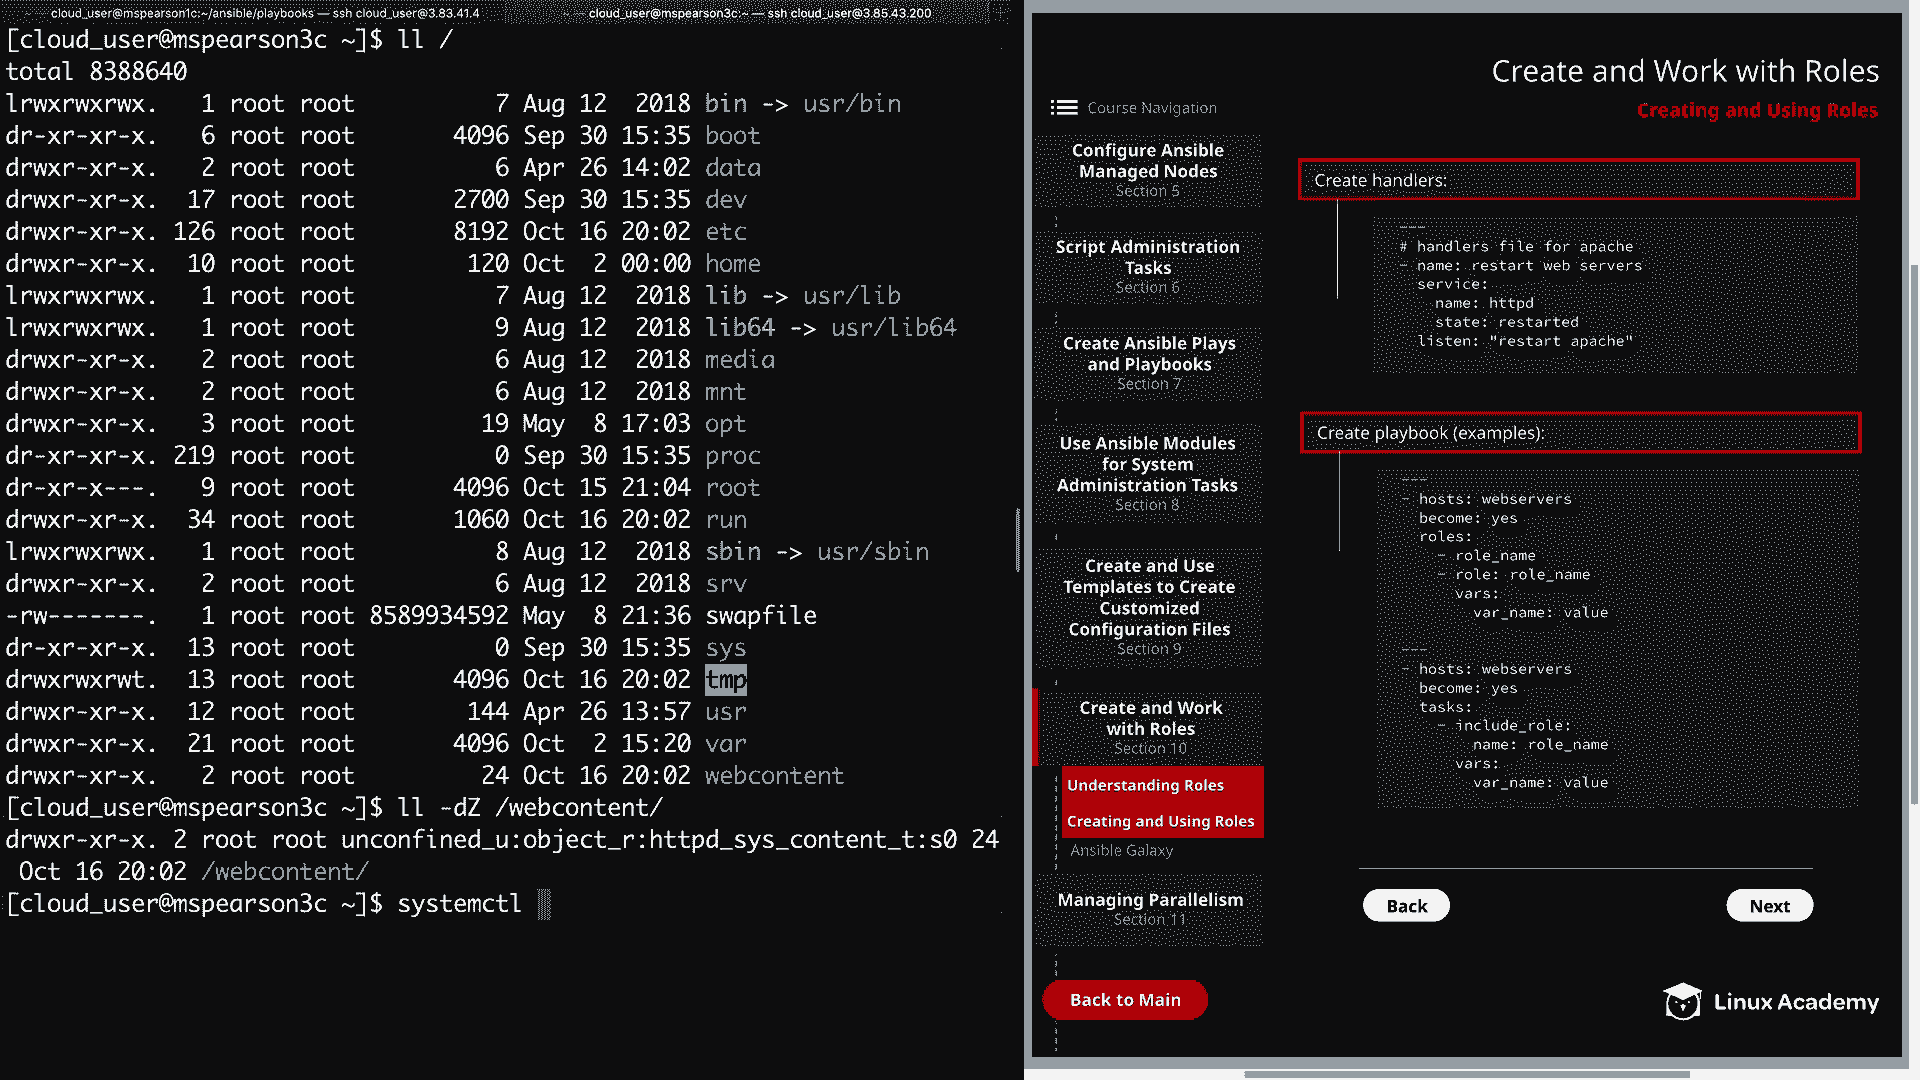 cloud_user@mspearson1c:~/ansible/playbooks — ssh cloud_user@3.83.41.4
cloud_user@mspearson3c:~ — ssh cloud_user@3.85.43.200
[cloud_user@mspearson3c ~]$ ll /
total 8388640
lrwxrwxrwx.   1 root root          7 Aug 12  2018 bin -> usr/bin
dr-xr-xr-x.   6 root root       4096 Sep 30 15:35 boot
drwxr-xr-x.   2 root root          6 Apr 26 14:02 data
drwxr-xr-x.  17 root root       2700 Sep 30 15:35 dev
drwxr-xr-x. 126 root root       8192 Oct 16 20:02 etc
drwxr-xr-x.  10 root root        120 Oct  2 00:00 home
lrwxrwxrwx.   1 root root          7 Aug 12  2018 lib -> usr/lib
lrwxrwxrwx.   1 root root          9 Aug 12  2018 lib64 -> usr/lib64
drwxr-xr-x.   2 root root          6 Aug 12  2018 media
drwxr-xr-x.   2 root root          6 Aug 12  2018 mnt
drwxr-xr-x.   3 root root         19 May  8 17:03 opt
dr-xr-xr-x. 219 root root          0 Sep 30 15:35 proc
dr-xr-x---.   9 root root       4096 Oct 15 21:04 root
drwxr-xr-x.  34 root root       1060 Oct 16 20:02 run
lrwxrwxrwx.   1 root root          8 Aug 12  2018 sbin -> usr/sbin
drwxr-xr-x.   2 root root          6 Aug 12  2018 srv
-rw-------.   1 root root 8589934592 May  8 21:36 swapfile
dr-xr-xr-x.  13 root root          0 Sep 30 15:35 sys
drwxrwxrwt.  13 root root       4096 Oct 16 20:02 tmp
drwxr-xr-x.  12 root root        144 Apr 26 13:57 usr
drwxr-xr-x.  21 root root       4096 Oct  2 15:20 var
drwxr-xr-x.   2 root root         24 Oct 16 20:02 webcontent
[cloud_user@mspearson3c ~]$ ll -dZ /webcontent/
drwxr-xr-x. 2 root root unconfined_u:object_r:httpd_sys_content_t:s0 24
 Oct 16 20:02 /webcontent/
[cloud_user@mspearson3c ~]$ systemctl
Create and Work with Roles
Creating and Using Roles
Course Navigation
Configure Ansible
Managed Nodes
Section 5
Script Administration
Tasks
Section 6
Create Ansible Plays
and Playbooks
Section 7
Use Ansible Modules
for System
Administration Tasks
Section 8
Create and Use
Templates to Create
Customized
Configuration Files
Section 9
Create and Work
with Roles
Section 10
Understanding Roles
Creating and Using Roles
Ansible Galaxy
Managing Parallelism
Section 11
Back to Main
Create handlers:
---
# handlers file for apache
- name: restart web servers
  service:
    name: httpd
    state: restarted
  listen: "restart apache"
Create playbook (examples):
---
- hosts: webservers
  become: yes
  roles:
    - role_name
    - role: role_name
      vars:
        var_name: value
---
- hosts: webservers
  become: yes
  tasks:
    - include_role:
        name: role_name
      vars:
        var_name: value
Back
Next
Linux Academy